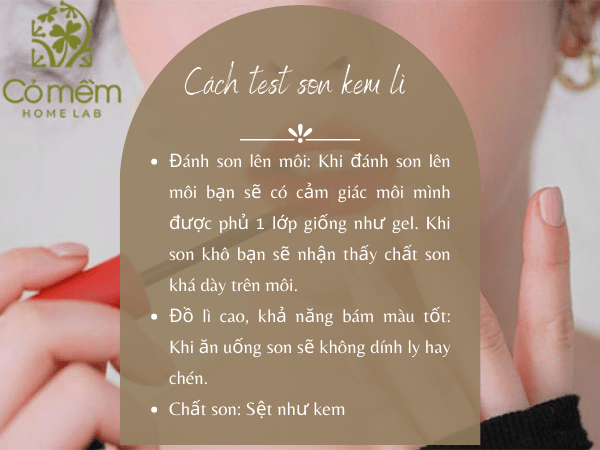 Cỏ mềm
HOME LAB
Cách test son kem lì
• Đánh son lên môi: Khi đánh son lên
môi bạn sẽ có cảm giác môi mình
được phủ 1 lớp giống như gel. Khi
son khô bạn sẽ nhận thấy chất son
khá dày trên môi.
• Đồ lì cao, khả năng bám màu tốt:
Khi ăn uống son sẽ không dính ly hay
chén.
• Chất son: Sệt như kem